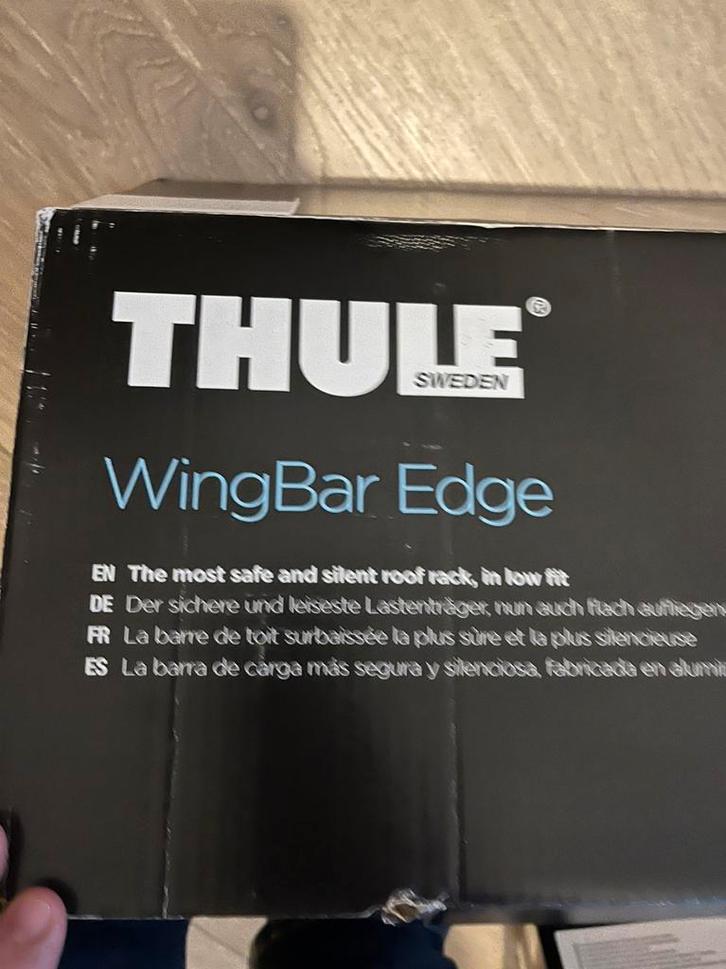 THULE®
SWEDEN
WingBar Edge
EN The most safe and silent roof rack, in low fit
DE Der sichere und leiseste Lastenträger, nun auch flach aufliegen
FR La barre de toit surbaissée la plus sûre et la plus silencieuse
ES La barra de carga más segura y silenciosa, fabricada en alumi